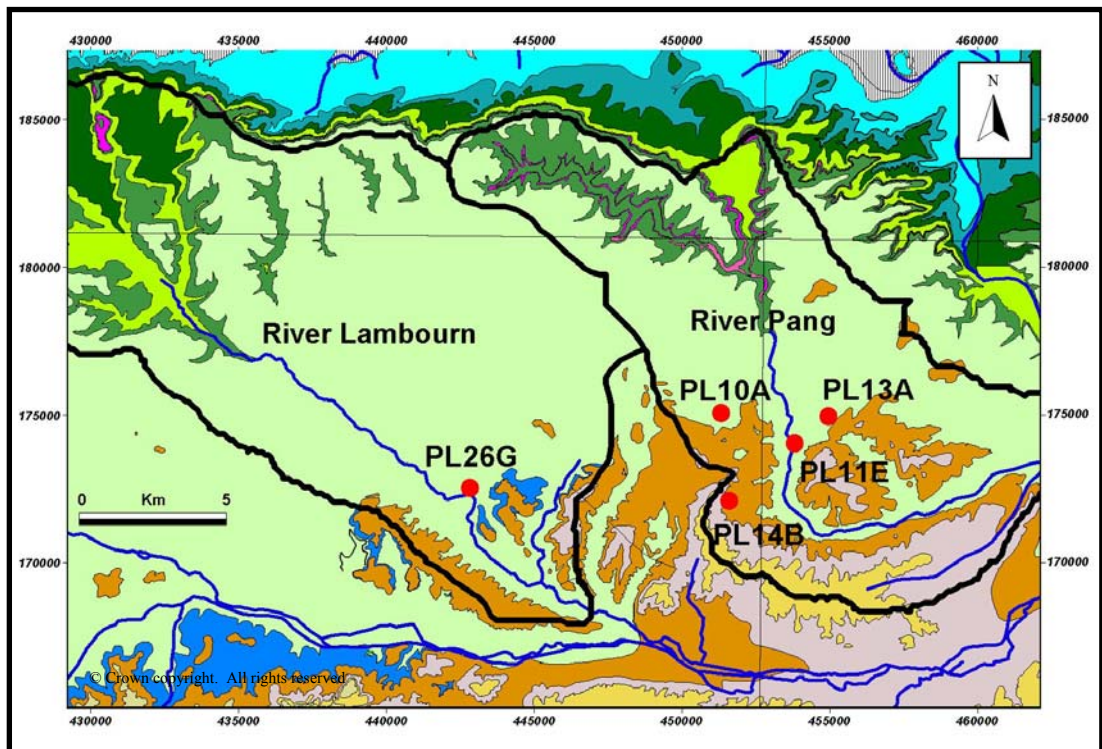 430000 435000 440000 445000 450000 455000 460000
N
185000 185000
180000 180000
River Lambourn River Pang
PL10A PL13A
175000 175000
PL26G PL11E
0 Km 5
PL14B
170000 170000
© Crown copyright. All rights reserved
430000 435000 440000 445000 450000 455000 460000